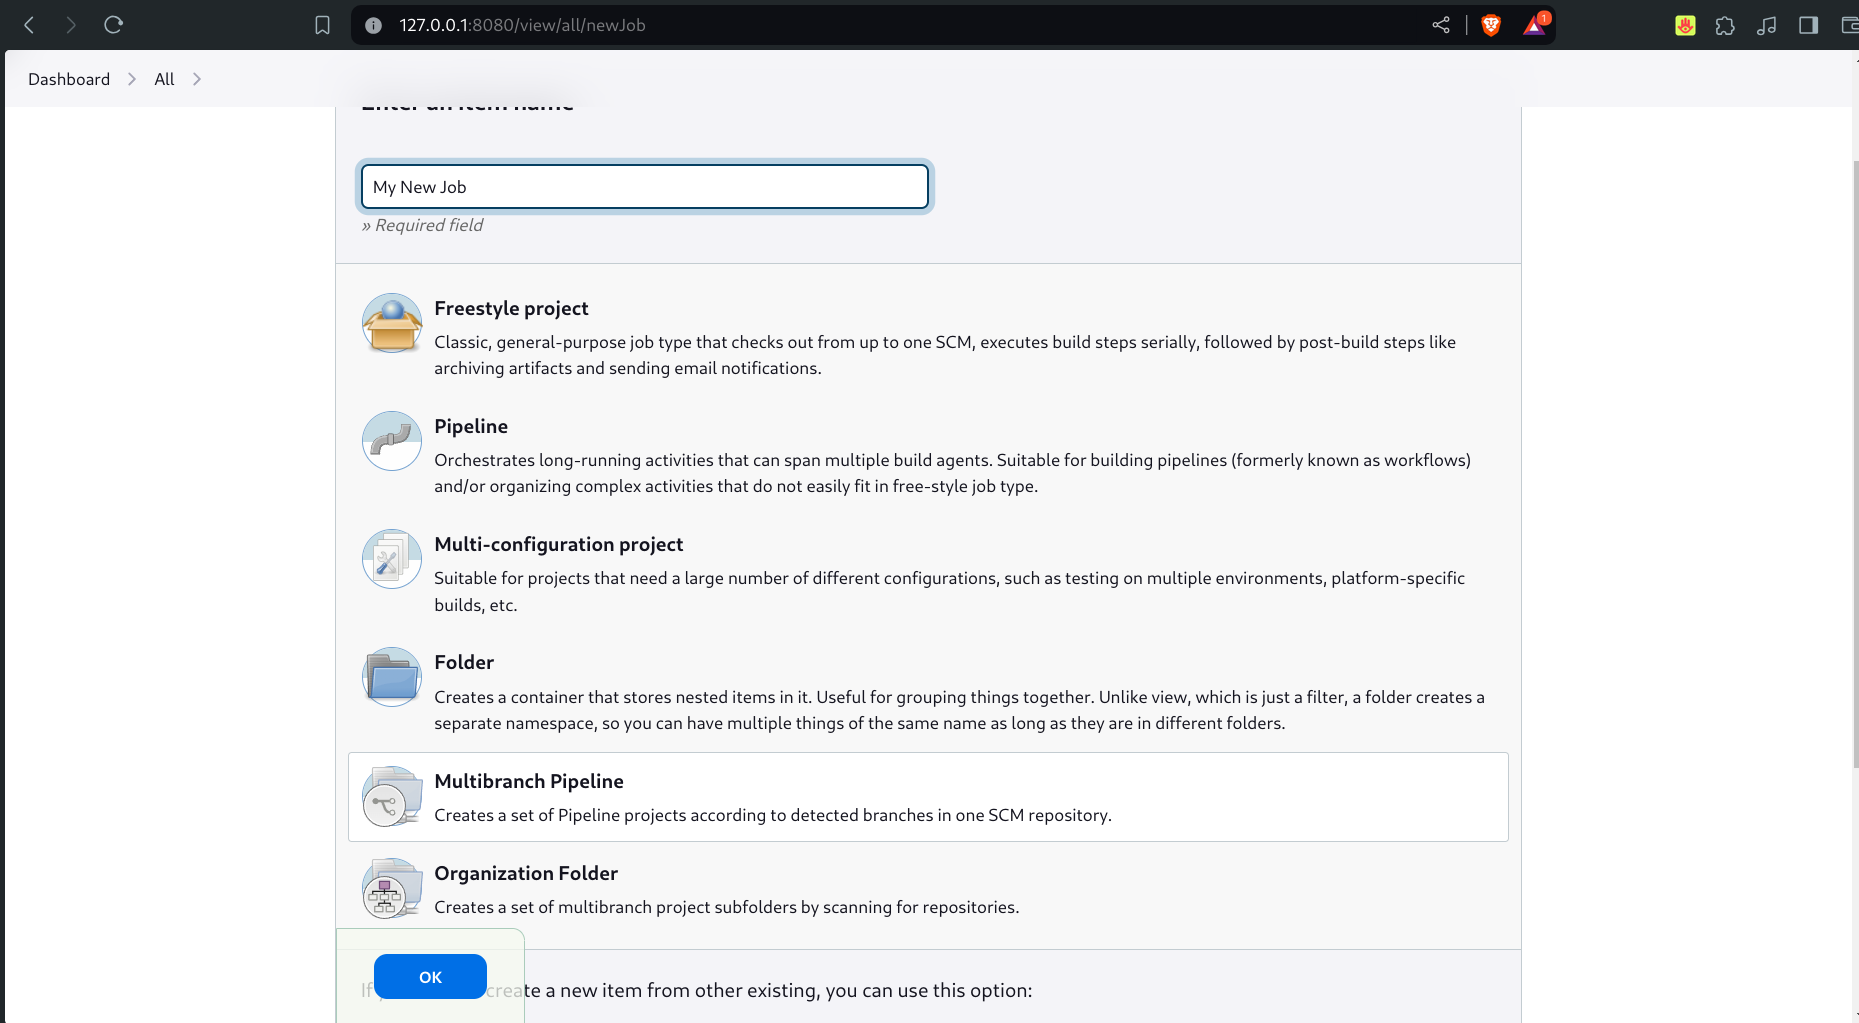 127.0.0.1:8080/view/all/newJob
1
Dashboard
All
Enter an item name
My New Job
» Required field
Freestyle project
Classic, general-purpose job type that checks out from up to one SCM, executes build steps serially, followed by post-build steps like
archiving artifacts and sending email notifications.
Pipeline
Orchestrates long-running activities that can span multiple build agents. Suitable for building pipelines (formerly known as workflows)
and/or organizing complex activities that do not easily fit in free-style job type.
Multi-configuration project
Suitable for projects that need a large number of different configurations, such as testing on multiple environments, platform-specific
builds, etc.
Folder
Creates a container that stores nested items in it. Useful for grouping things together. Unlike view, which is just a filter, a folder creates a
separate namespace, so you can have multiple things of the same name as long as they are in different folders.
Multibranch Pipeline
Creates a set of Pipeline projects according to detected branches in one SCM repository.
Organization Folder
Creates a set of multibranch project subfolders by scanning for repositories.
OK
If create a new item from other existing, you can use this option: